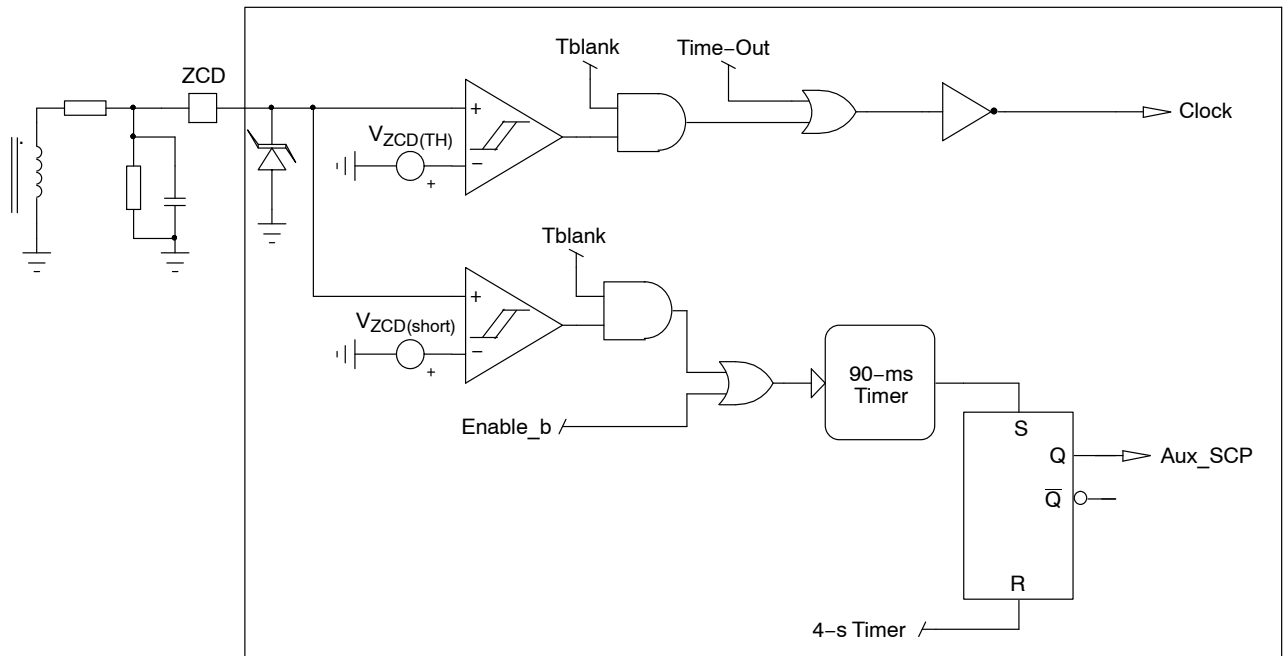 Tblank
Time−Out
ZCD
+
VZCD(TH)
−
+
Clock
Tblank
+
VZCD(short)
−
+
90−ms
Timer
Enable_b
S
Q
Aux_SCP
Q̅
R
4−s Timer